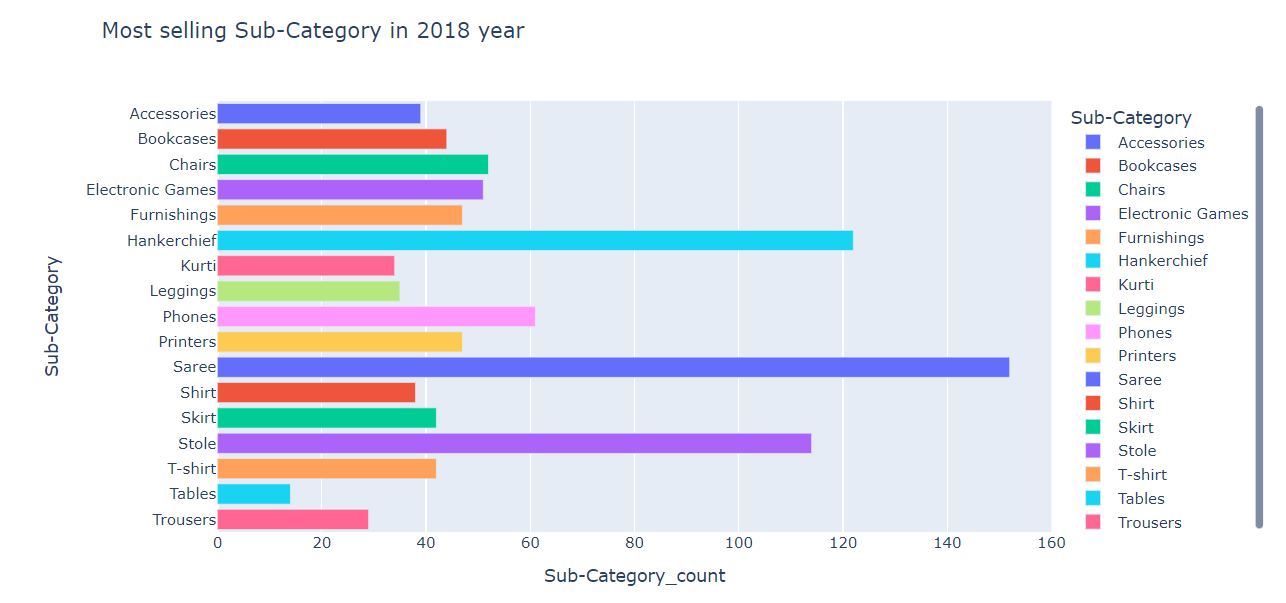 Most selling Sub-Category in 2018 year
Sub-Category
Accessories
Bookcases
Chairs
Electronic Games
Furnishings
Hankerchief
Kurti
Leggings
Phones
Printers
Saree
Shirt
Skirt
Stole
T-shirt
Tables
Trousers
0 20 40 60 80 100 120 140 160
Sub-Category_count
Sub-Category
Accessories
Bookcases
Chairs
Electronic Games
Furnishings
Hankerchief
Kurti
Leggings
Phones
Printers
Saree
Shirt
Skirt
Stole
T-shirt
Tables
Trousers